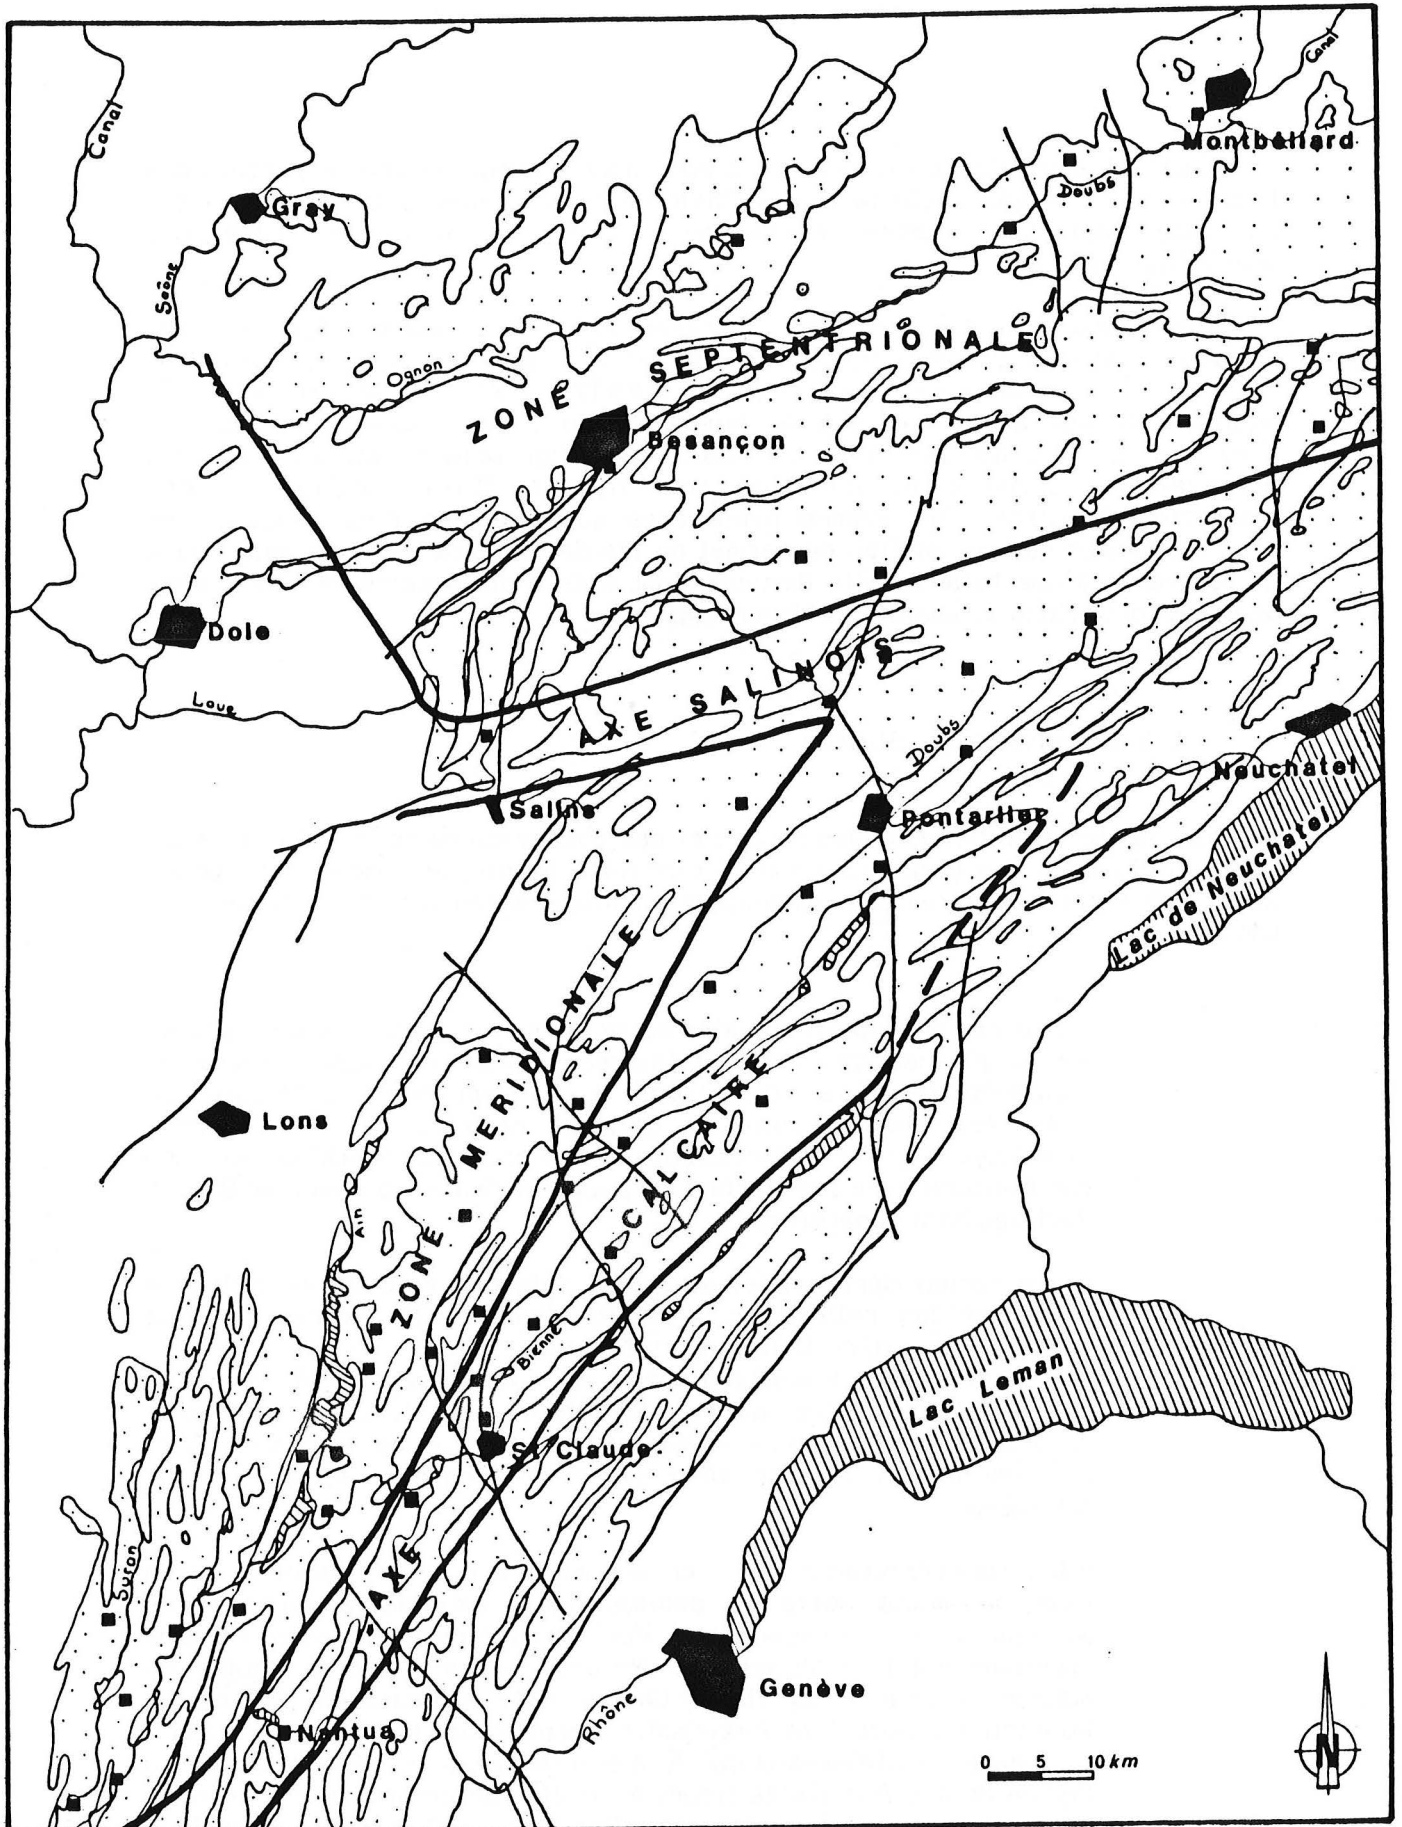 Canal
Canal
Montbéliard
Doubs
Gray
Saône
Ognon
ZONE SEPTENTRIONALE
Besançon
Dole
Loue
AXE SALINOIS
Doubs
Neuchatel
Salins
Pontarlier
Lac de Neuchatel
ZONE MERIDIONALE
Lons
Ain
AXE CALCAIRE
Bienne
Lac Leman
St Claude
Suran
Genève
Rhône
Nantua
0 5 10 km
N